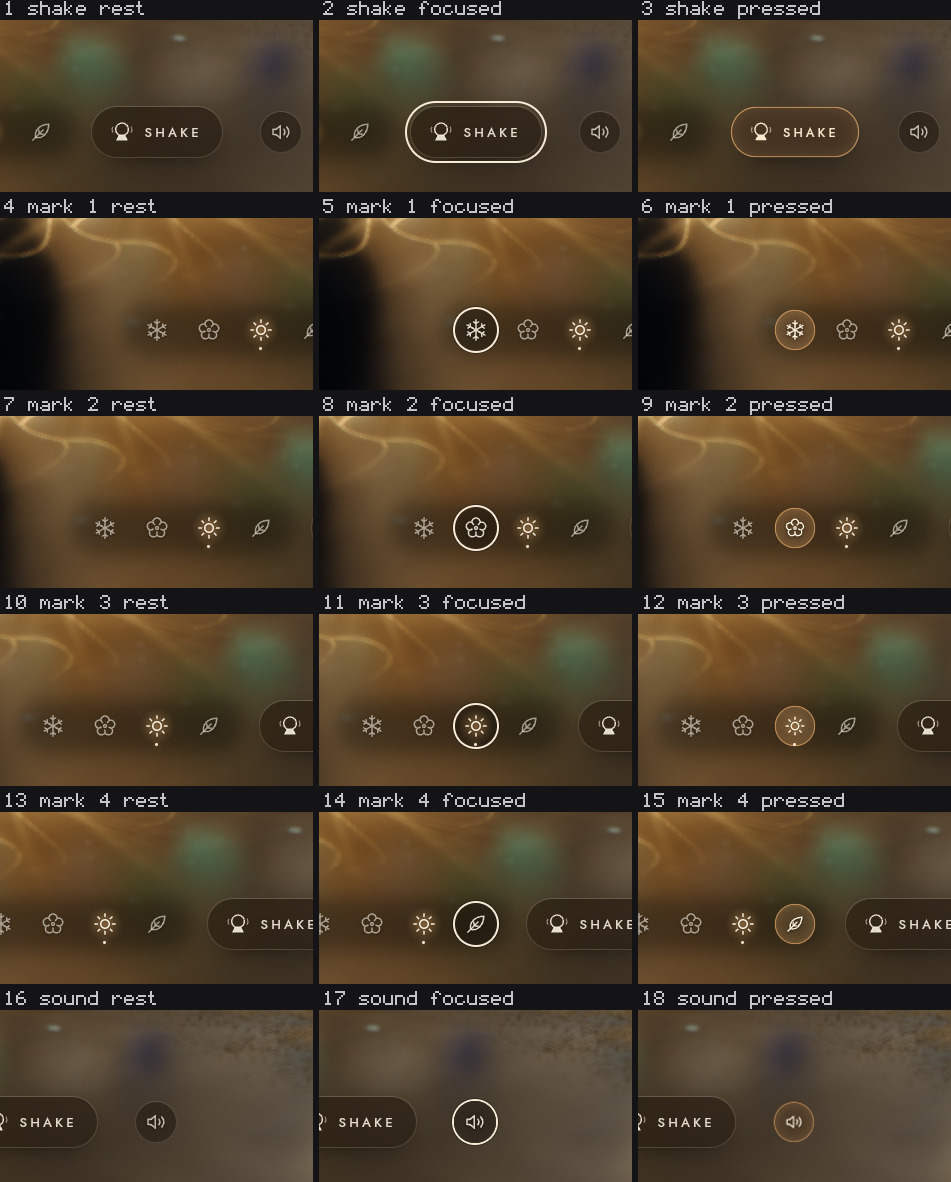 1 shake rest
2 shake focused
3 shake pressed
SHAKE
SHAKE
SHAKE
4 mark 1 rest
5 mark 1 focused
6 mark 1 pressed
7 mark 2 rest
8 mark 2 focused
9 mark 2 pressed
10 mark 3 rest
11 mark 3 focused
12 mark 3 pressed
13 mark 4 rest
14 mark 4 focused
15 mark 4 pressed
SHAKE
SHAKE
SHAKE
16 sound rest
17 sound focused
18 sound pressed
SHAKE
SHAKE
SHAKE